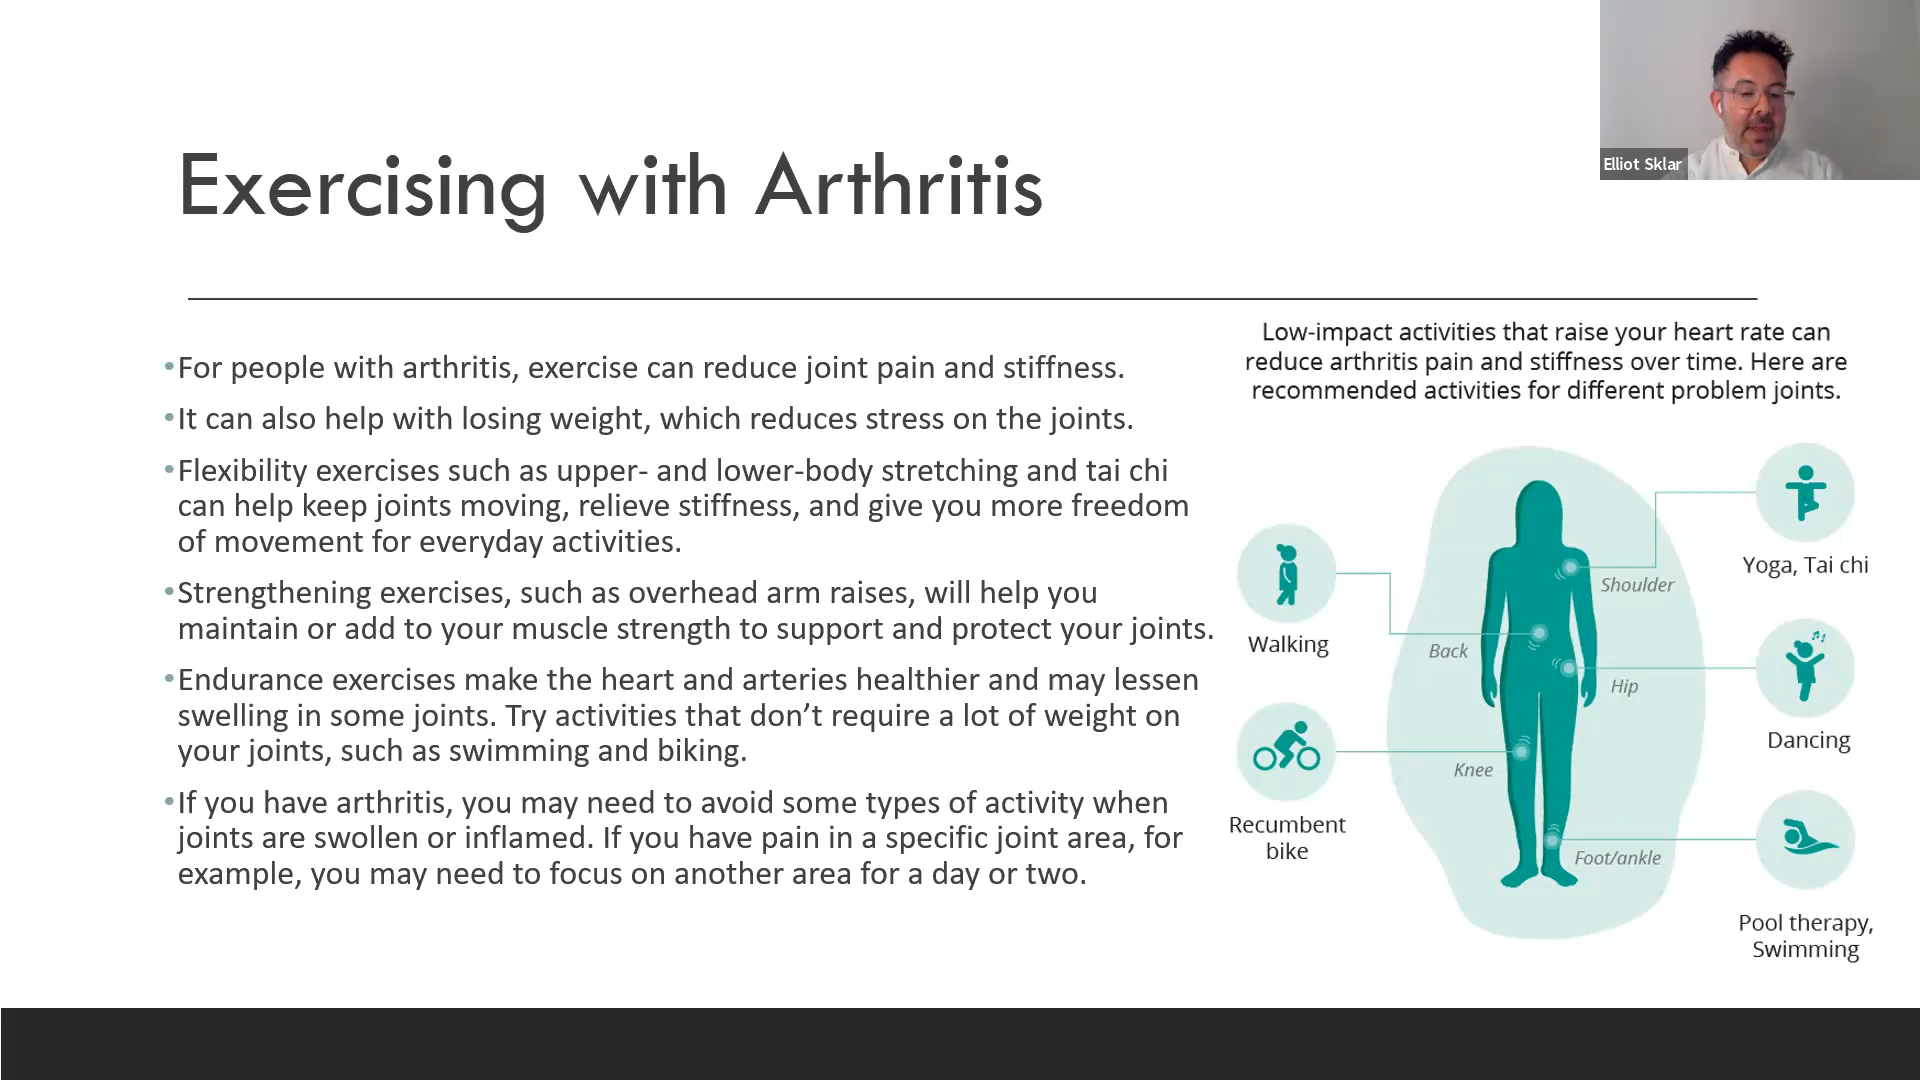 Elliot Sklar
Exercising with Arthritis
•For people with arthritis, exercise can reduce joint pain and stiffness.
•It can also help with losing weight, which reduces stress on the joints.
•Flexibility exercises such as upper- and lower-body stretching and tai chi
can help keep joints moving, relieve stiffness, and give you more freedom
of movement for everyday activities.
•Strengthening exercises, such as overhead arm raises, will help you
maintain or add to your muscle strength to support and protect your joints.
•Endurance exercises make the heart and arteries healthier and may lessen
swelling in some joints. Try activities that don’t require a lot of weight on
your joints, such as swimming and biking.
•If you have arthritis, you may need to avoid some types of activity when
joints are swollen or inflamed. If you have pain in a specific joint area, for
example, you may need to focus on another area for a day or two.
Low-impact activities that raise your heart rate can
reduce arthritis pain and stiffness over time. Here are
recommended activities for different problem joints.
Yoga, Tai chi
Shoulder
Walking
Back
Hip
Dancing
Knee
Recumbent
bike
Foot/ankle
Pool therapy,
Swimming